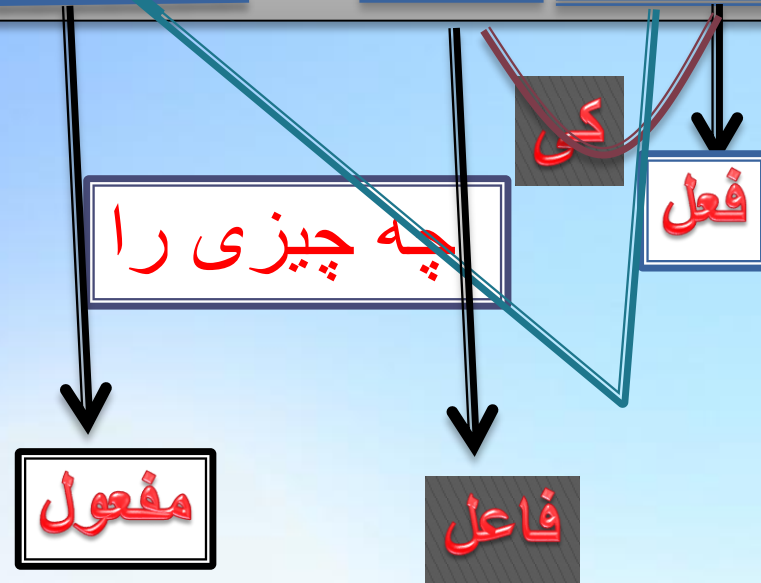 کی
فعل
چه چیزی را
فاعل
مفعول